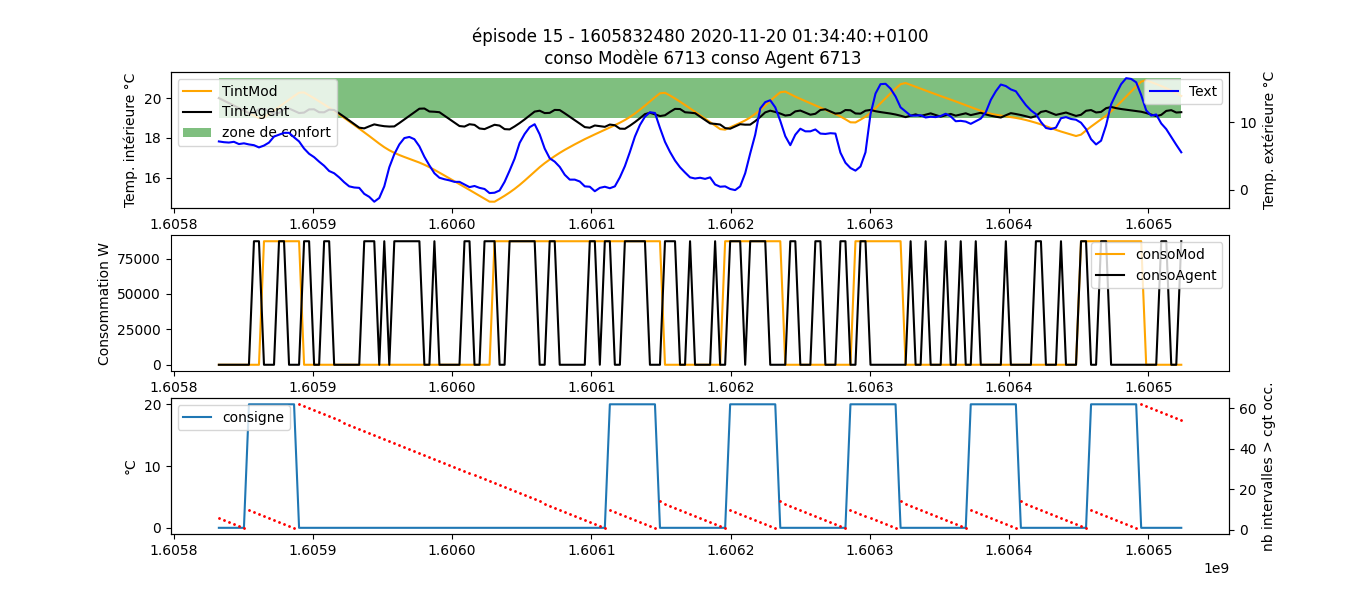 épisode 15 - 1605832480 2020-11-20 01:34:40:+0100
conso Modèle 6713 conso Agent 6713
Temp. intérieure °C
20
18
16
TintMod
TintAgent
zone de confort
Text
10
0
Temp. extérieure °C
1.6058 1.6059 1.6060 1.6061 1.6062 1.6063 1.6064 1.6065
Consommation W
75000
50000
25000
0
consoMod
consoAgent
1.6058 1.6059 1.6060 1.6061 1.6062 1.6063 1.6064 1.6065
°C
20
10
0
consigne
60
40
20
0
nb intervalles > cgt occ.
1.6058 1.6059 1.6060 1.6061 1.6062 1.6063 1.6064 1.6065
1e9